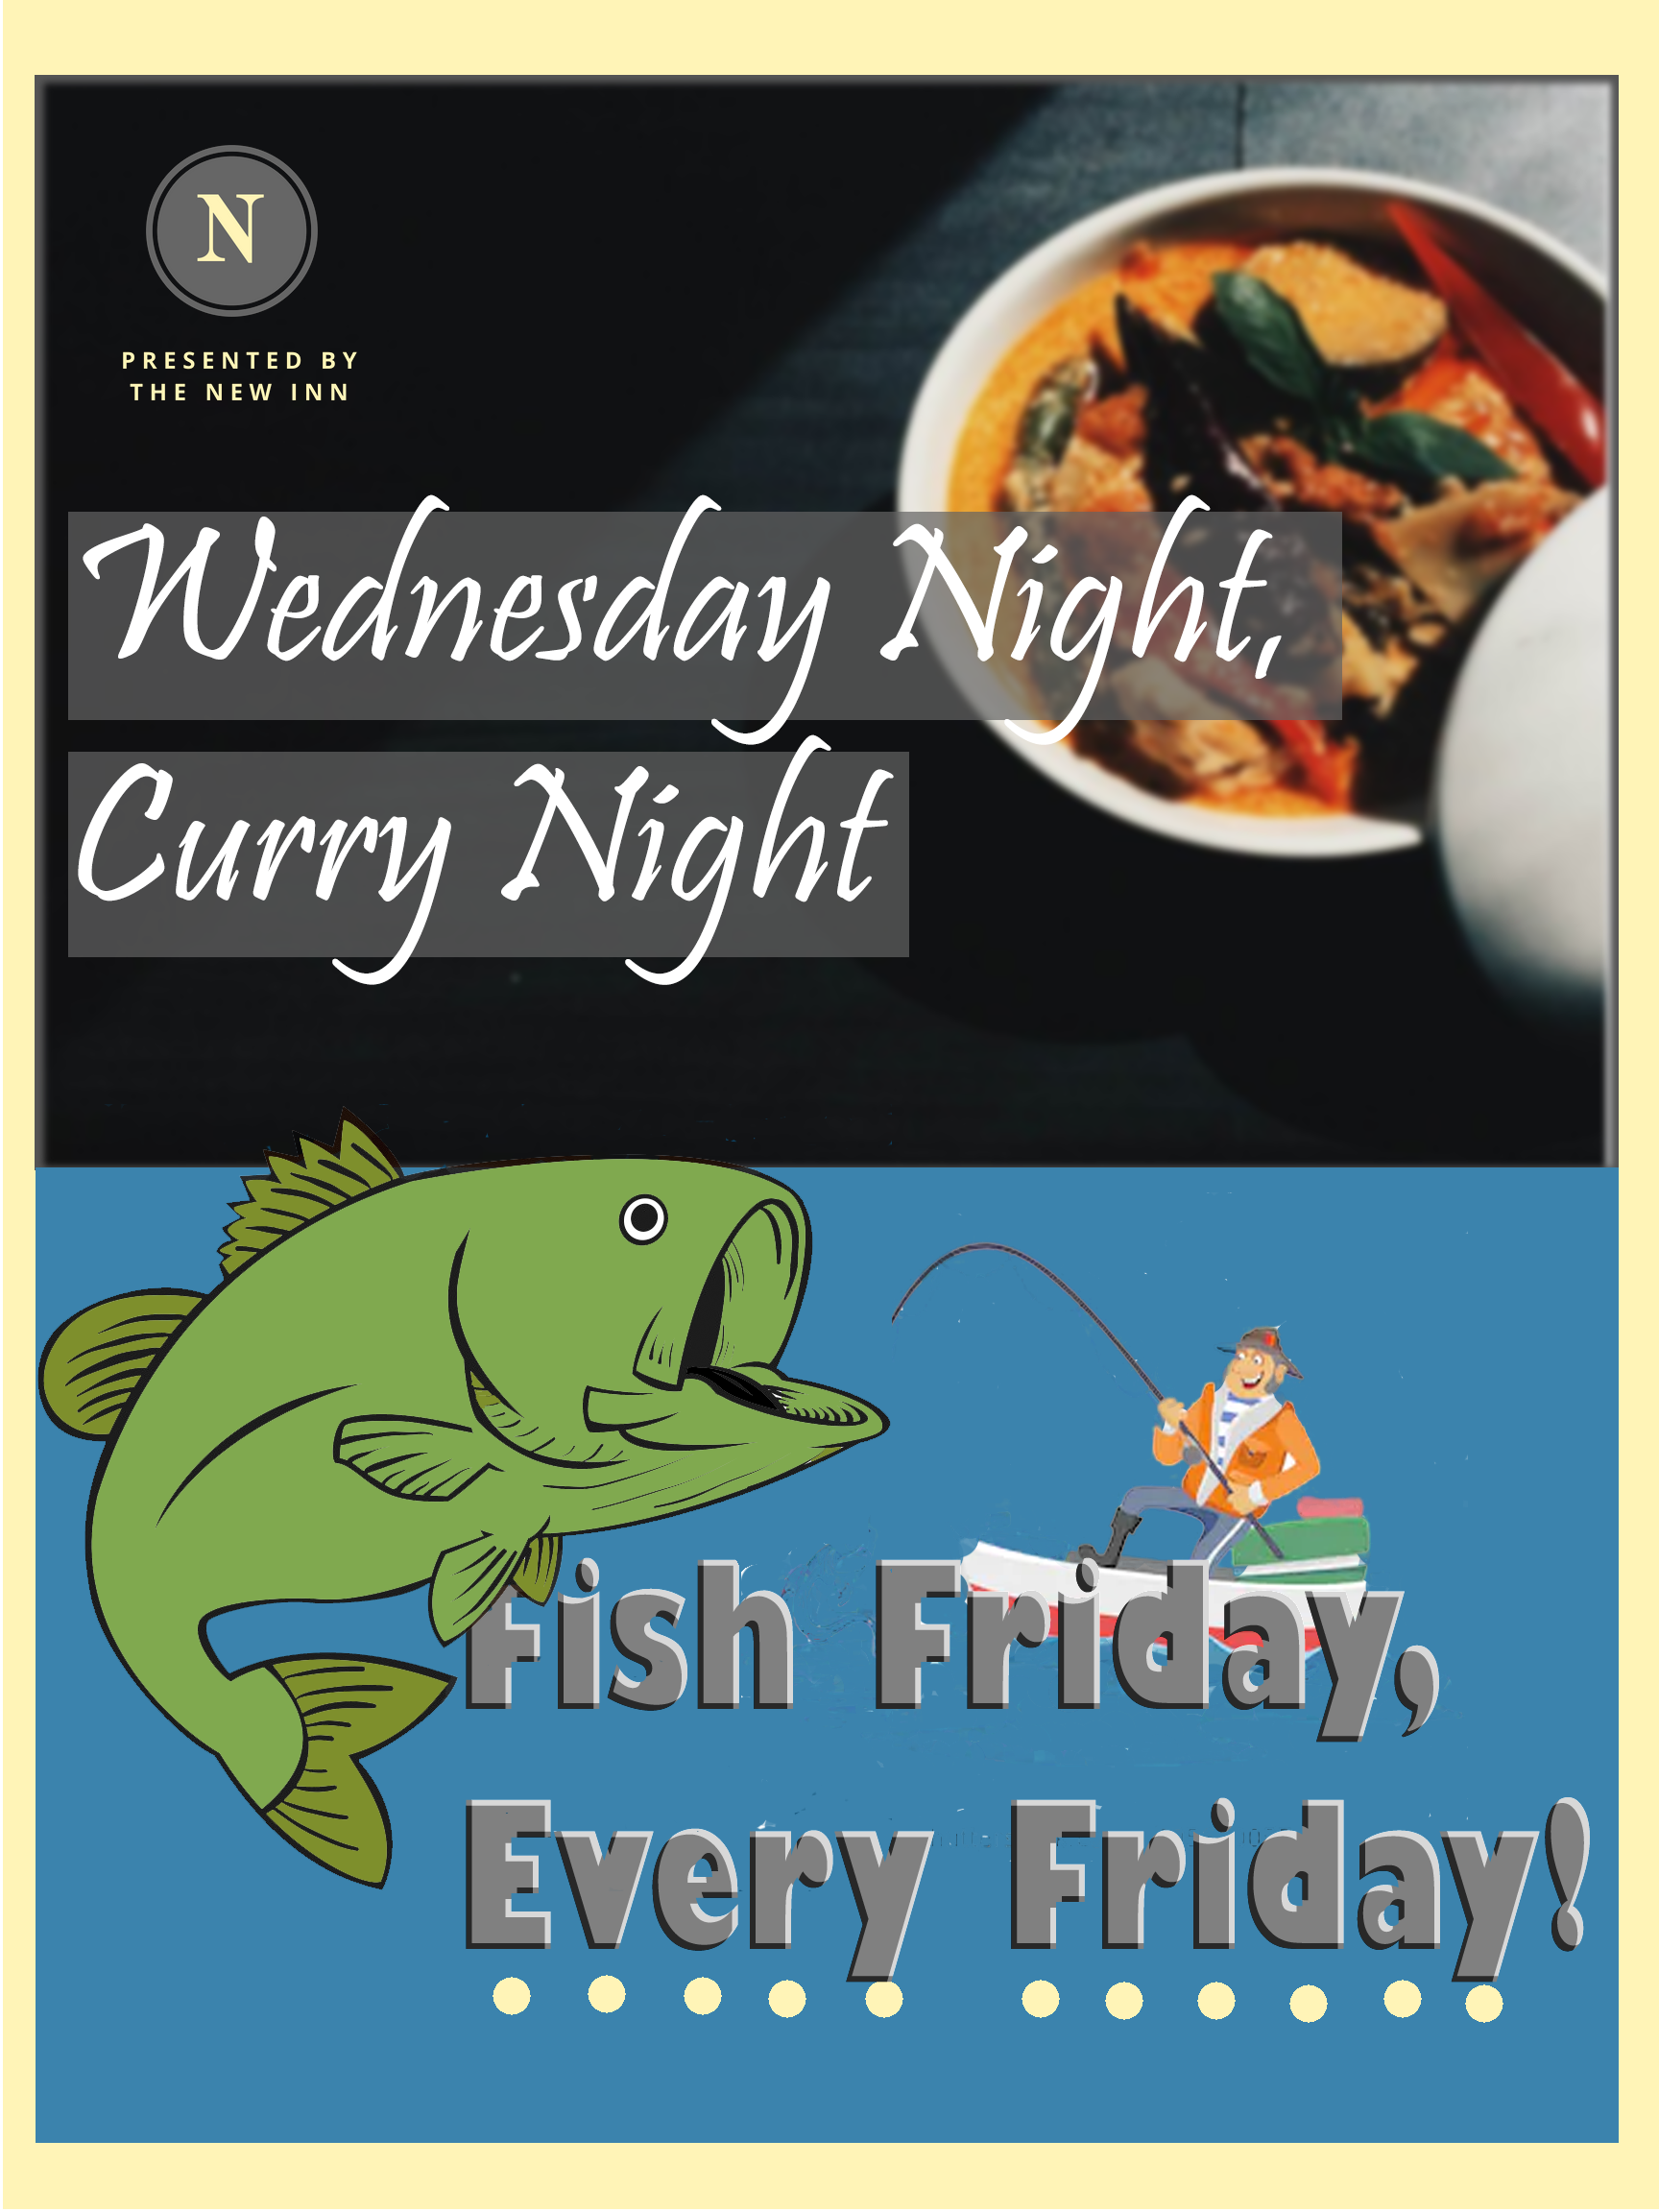 N
PRESENTED BY
THE NEW INN
Wednesday Night,
Curry Night
Fish Friday,
Every Friday!